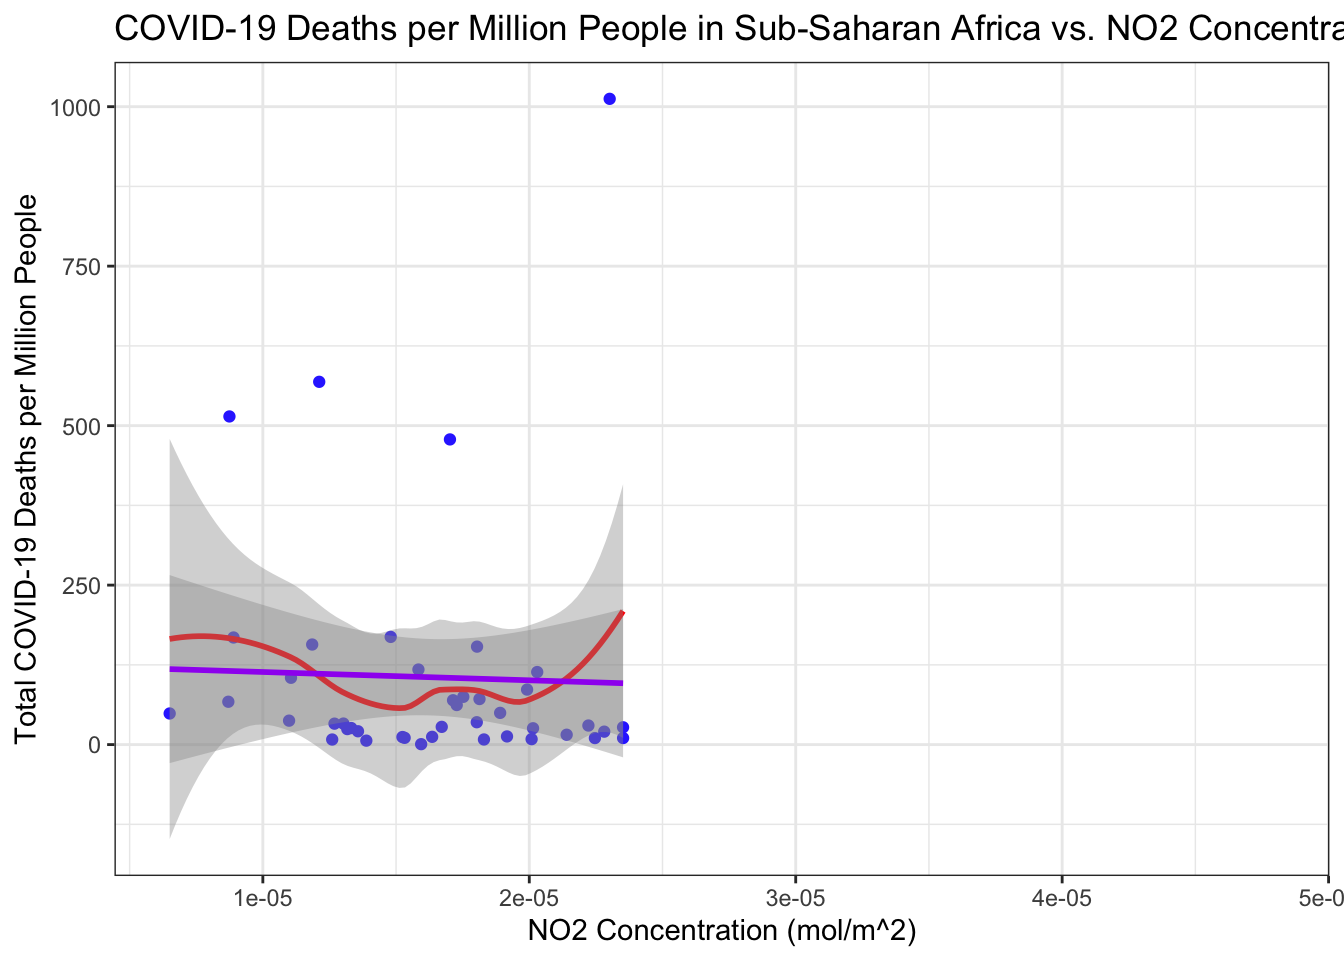 COVID-19 Deaths per Million People in Sub-Saharan Africa vs. NO2 Concentra
Total COVID-19 Deaths per Million People
1000
750
500
250
0
1e-05
2e-05
3e-05
4e-05
5e-0
NO2 Concentration (mol/m^2)